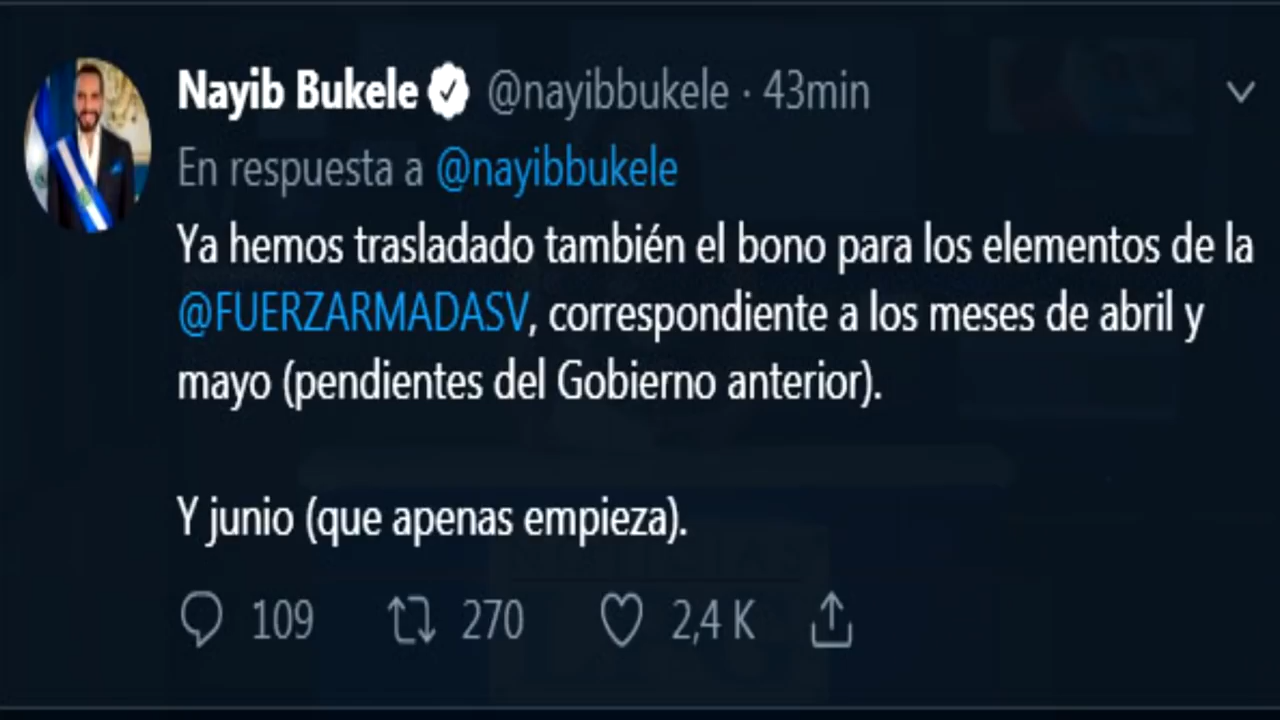 Nayib Bukele @nayibbukele · 43min
En respuesta a @nayibbukele
Ya hemos trasladado también el bono para los elementos de la
@FUERZARMADASV, correspondiente a los meses de abril y
mayo (pendientes del Gobierno anterior).
Y junio (que apenas empieza).
109 270 2,4 K
NOTICIAS